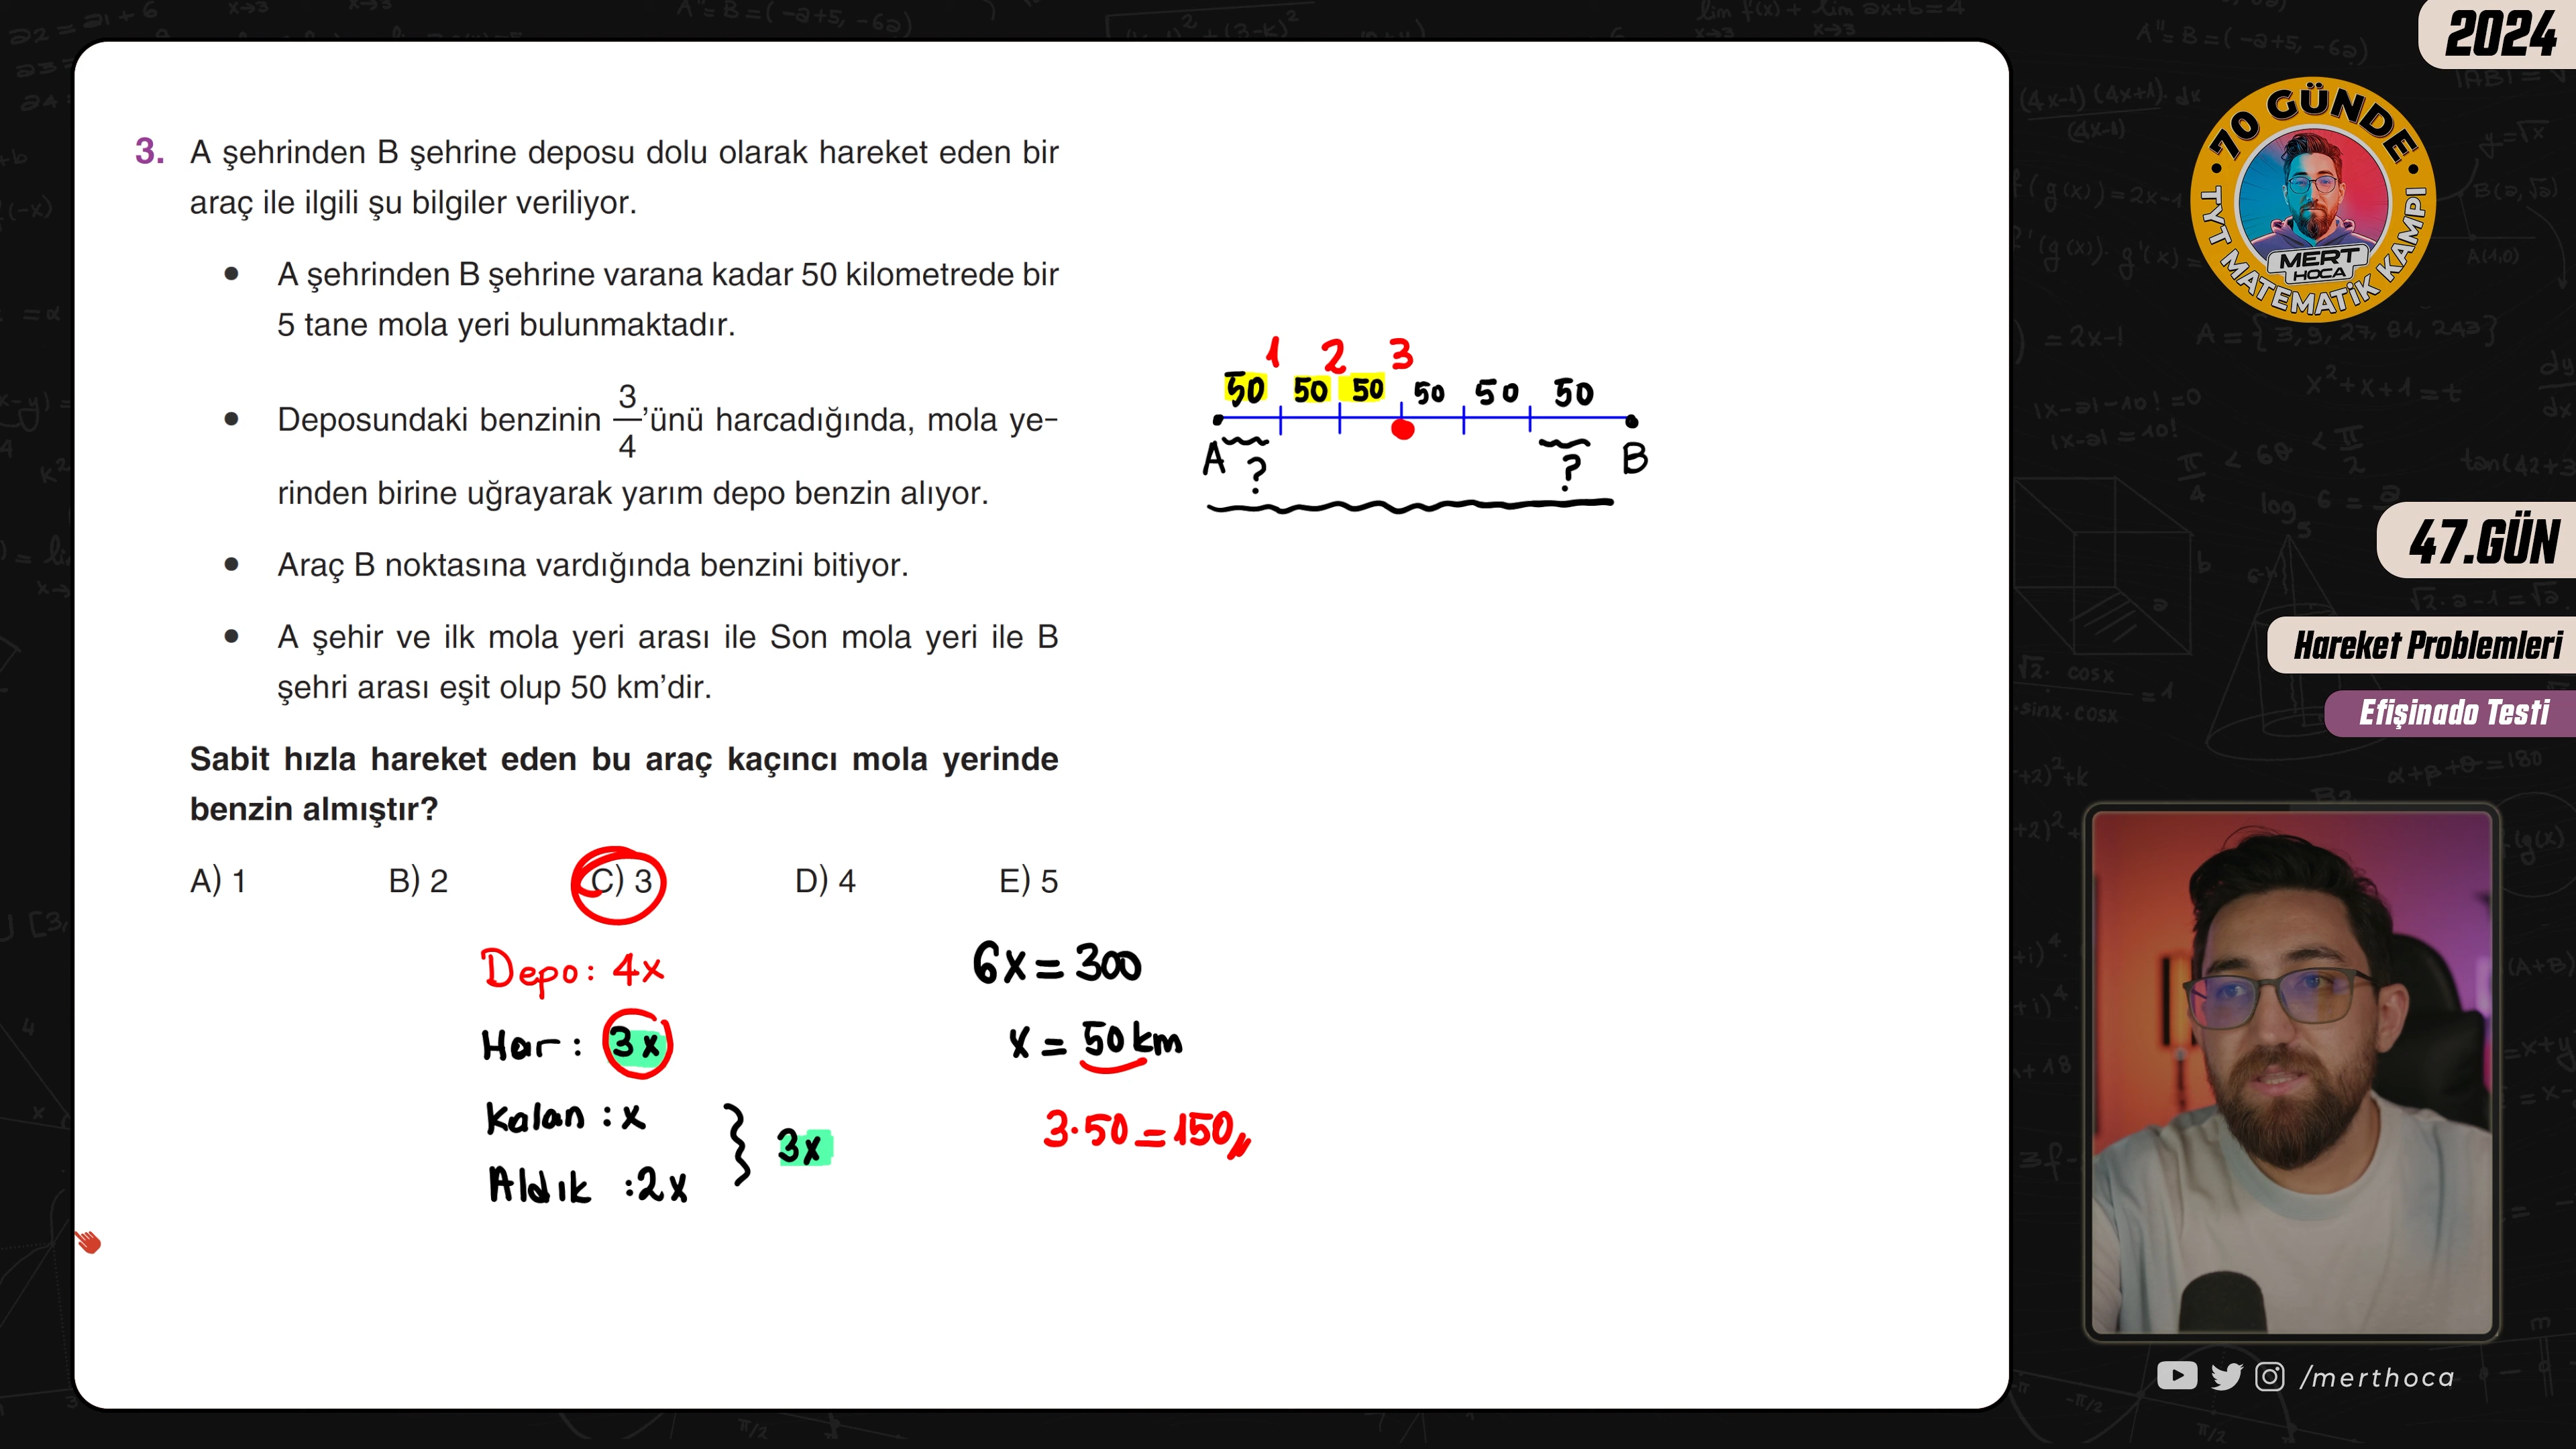 2024
70 GÜNDE
TYT MATEMATİK KAMPI
MERT
HOCA
3. A şehrinden B şehrine deposu dolu olarak hareket eden bir
araç ile ilgili şu bilgiler veriliyor.
• A şehrinden B şehrine varana kadar 50 kilometrede bir
5 tane mola yeri bulunmaktadır.
• Deposundaki benzinin 3/4'ünü harcadığında, mola ye-
rinden birine uğrayarak yarım depo benzin alıyor.
• Araç B noktasına vardığında benzini bitiyor.
• A şehir ve ilk mola yeri arası ile Son mola yeri ile B
şehri arası eşit olup 50 km'dir.
Sabit hızla hareket eden bu araç kaçıncı mola yerinde
benzin almıştır?
A) 1 B) 2 C) 3 D) 4 E) 5
1 2 3
50 50 50 50 50 50
A ? ? B
Depo: 4x
Har: 3x
Kalan : x
Aldık :2x
3x
6x = 300
x = 50 km
3·50 = 150
47.GÜN
Hareket Problemleri
Efişinado Testi
/merthoca